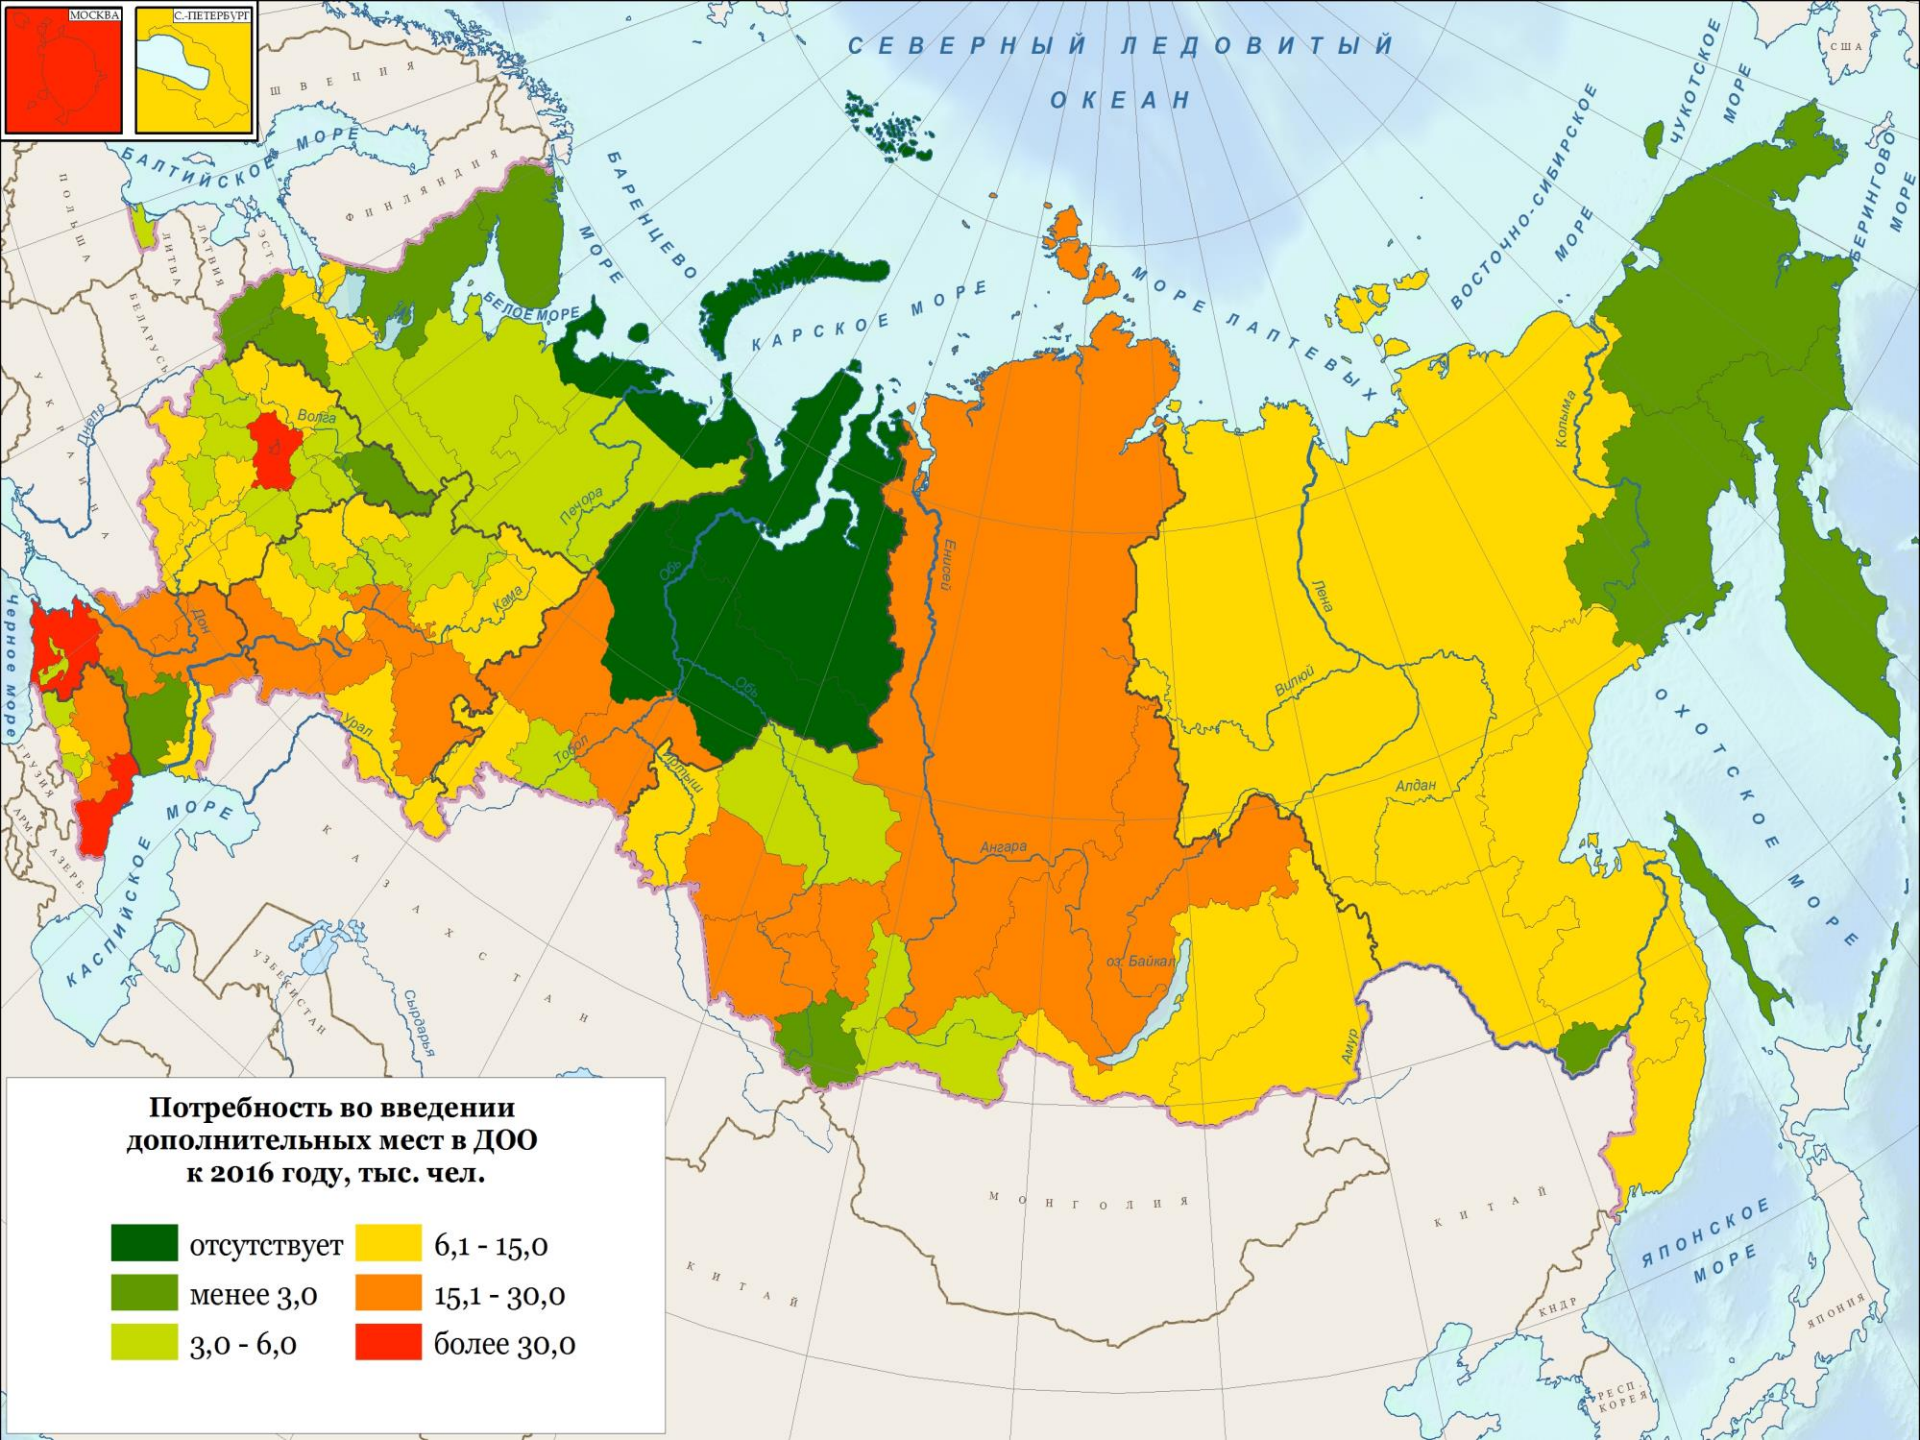 МОСКВА
С.-ПЕТЕРБУРГ
СЕВЕРНЫЙ ЛЕДОВИТЫЙ
ОКЕАН
США
ЧУКОТСКОЕ
МОРЕ
БЕРИНГОВО
МОРЕ
ВОСТОЧНО-СИБИРСКОЕ
МОРЕ
ШВЕЦИЯ
БАЛТИЙСКОЕ МОРЕ
ФИНЛЯНДИЯ
БАРЕНЦЕВО
МОРЕ
ПОЛЬША
ЛИТВА
ЛАТВИЯ
ЭСТ.
БЕЛАРУСЬ
БЕЛОЕ МОРЕ
КАРСКОЕ МОРЕ
МОРЕ ЛАПТЕВЫХ
УКРАИНА
Днепр
Волга
Колыма
Печора
Обь
Енисей
Лена
Кама
Дон
Черное море
Вилюй
Обь
ОХОТСКОЕ МОРЕ
Урал
Тобол
Иртыш
ГРУЗИЯ
АРМ.
АЗЕРБ.
Алдан
Ангара
КАСПИЙСКОЕ МОРЕ
КАЗАХСТАН
УЗБЕКИСТАН
Сырдарья
оз. Байкал
Амур
МОНГОЛИЯ
КИТАЙ
КИТАЙ
ЯПОНСКОЕ
МОРЕ
КНДР
ЯПОНИЯ
РЕСП.
КОРЕЯ
Потребность во введении
дополнительных мест в ДОО
к 2016 году, тыс. чел.
отсутствует
менее 3,0
3,0 - 6,0
6,1 - 15,0
15,1 - 30,0
более 30,0